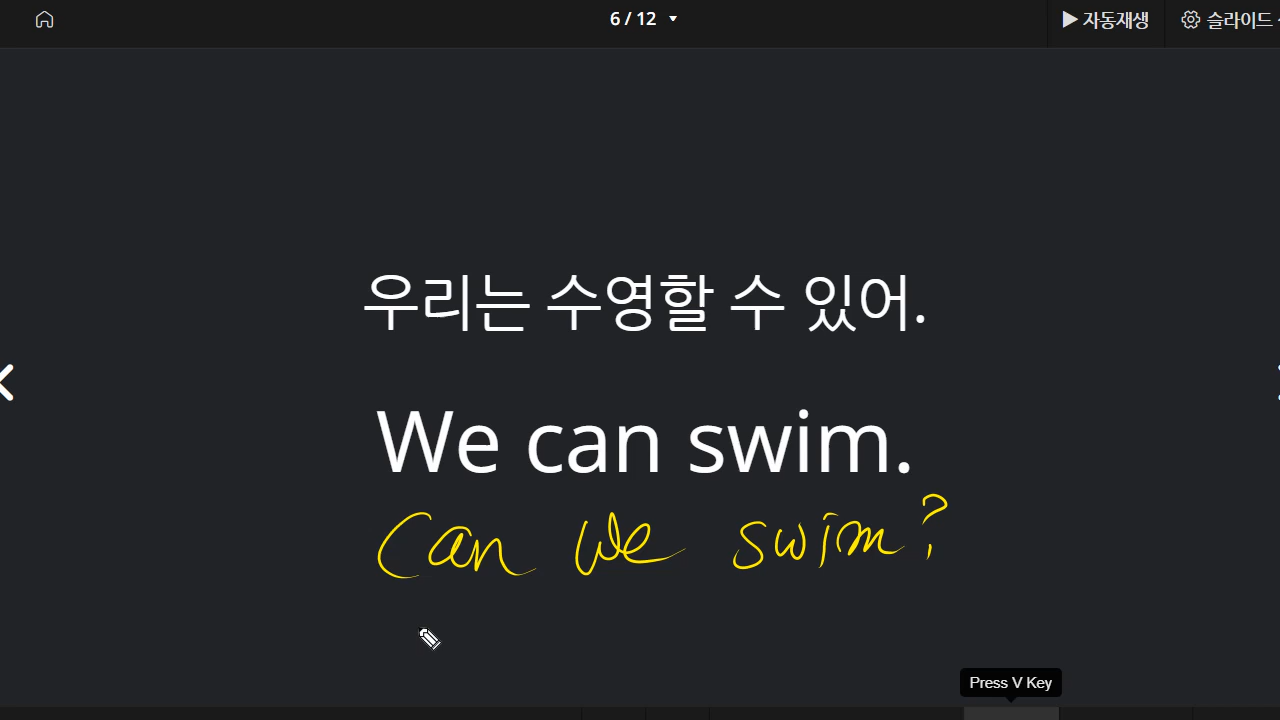 6 / 12
자동재생
슬라이드
우리는 수영할 수 있어.
We can swim.
Can we swim?
Press V Key